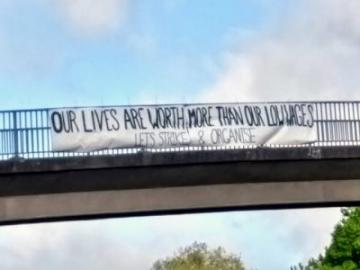 OUR LIVES ARE WORTH MORE THAN OUR LOW WAGES
LETS STRIKE & ORGANISE